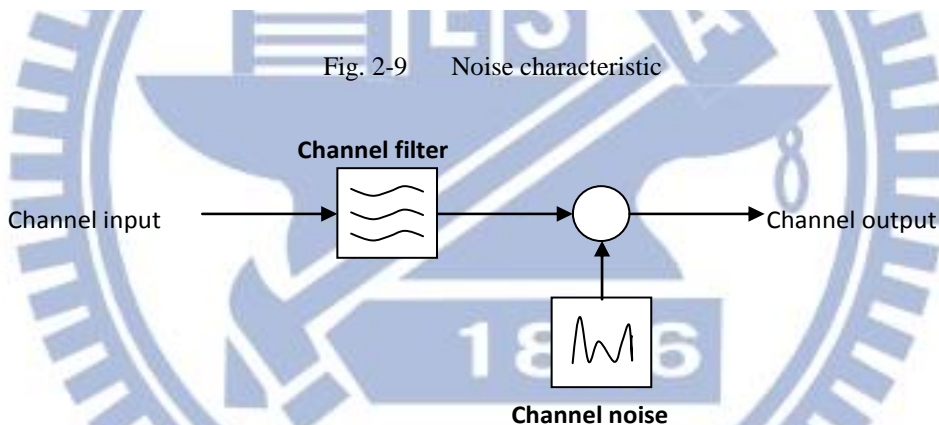 Fig. 2-9 Noise characteristic
Channel filter
Channel input
Channel output
Channel noise